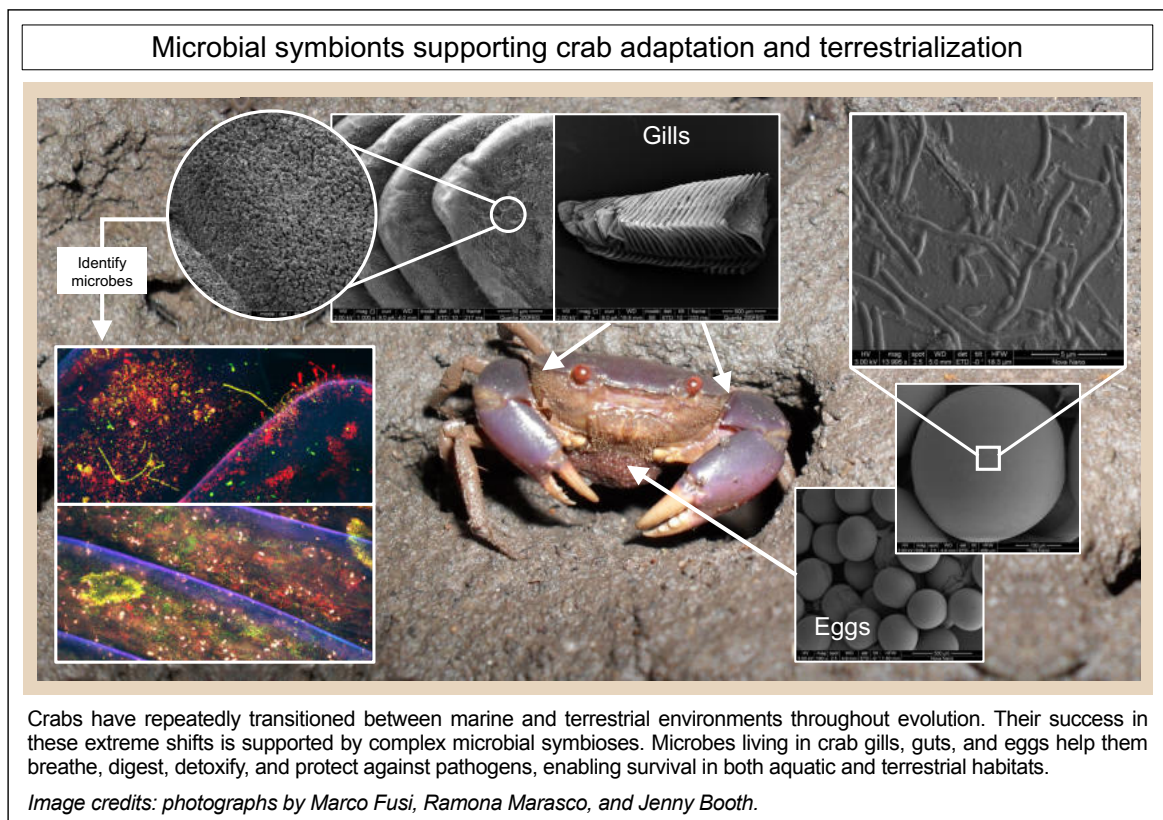 Microbial symbionts supporting crab adaptation and terrestrialization
Gills
Identify
microbes
Eggs
Crabs have repeatedly transitioned between marine and terrestrial environments throughout evolution. Their success in
these extreme shifts is supported by complex microbial symbioses. Microbes living in crab gills, guts, and eggs help them
breathe, digest, detoxify, and protect against pathogens, enabling survival in both aquatic and terrestrial habitats.
Image credits: photographs by Marco Fusi, Ramona Marasco, and Jenny Booth.